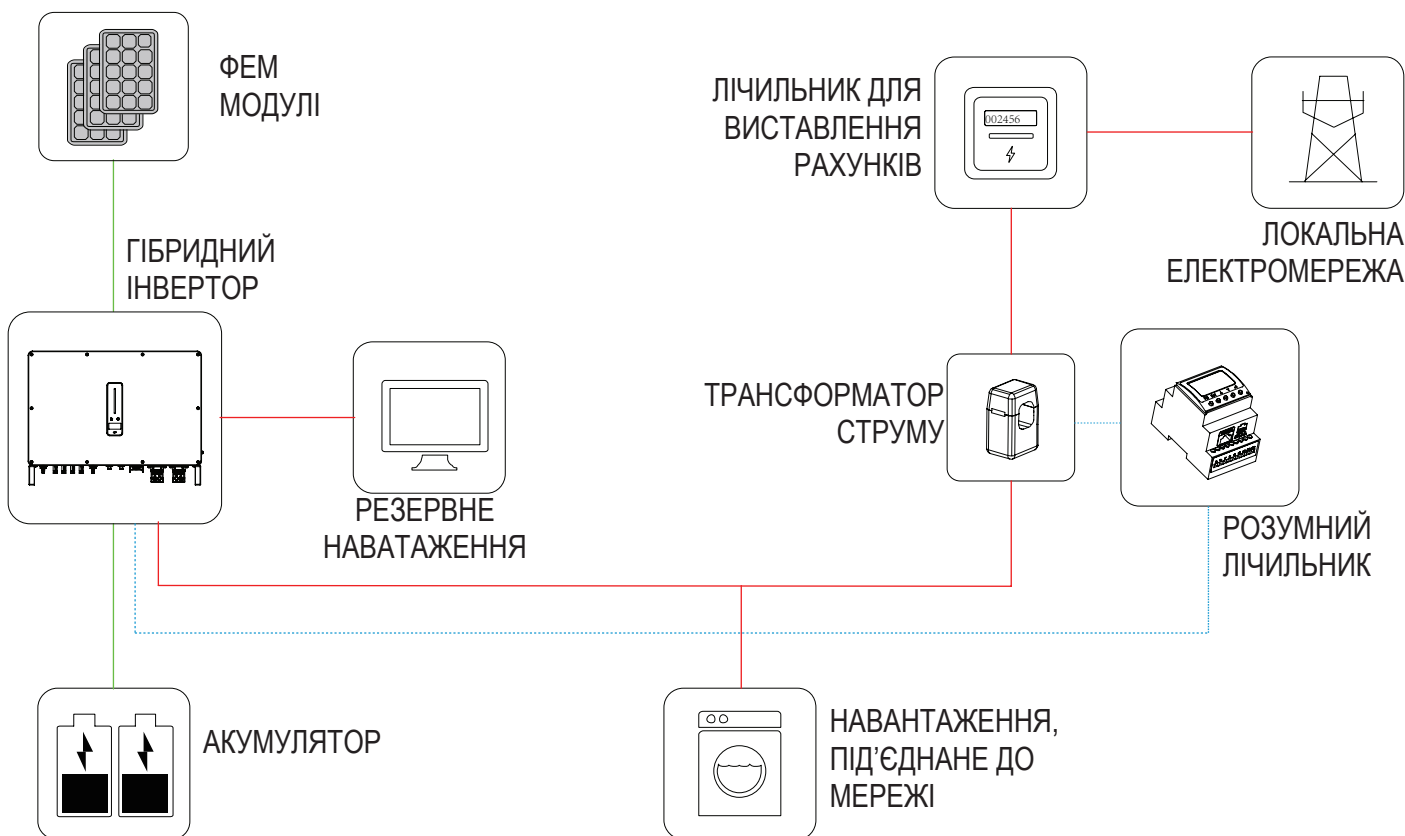 ФЕМ
МОДУЛІ
ЛІЧИЛЬНИК ДЛЯ
ВИСТАВЛЕННЯ
РАХУНКІВ
002456
ЛОКАЛЬНА
ЕЛЕКТРОМЕРЕЖА
ГІБРИДНИЙ
ІНВЕРТОР
РЕЗЕРВНЕ
НАВАТАЖЕННЯ
ТРАНСФОРМАТОР
СТРУМУ
РОЗУМНИЙ
ЛІЧИЛЬНИК
АКУМУЛЯТОР
НАВАНТАЖЕННЯ,
ПІД’ЄДНАНЕ ДО
МЕРЕЖІ